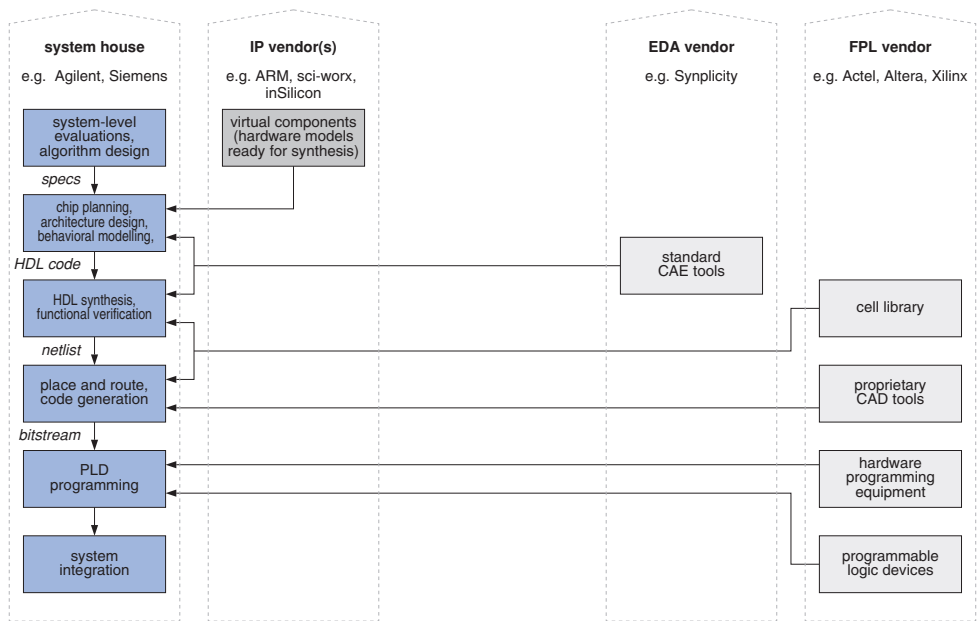 system house
e.g. Agilent, Siemens
system-level
evaluations,
algorithm design
specs
chip planning,
architecture design,
behavioral modelling,
HDL code
HDL synthesis,
functional verification
netlist
place and route,
code generation
bitstream
PLD
programming
system
integration
IP vendor(s)
e.g. ARM, sci-worx,
inSilicon
virtual components
(hardware models
ready for synthesis)
EDA vendor
e.g. Synplicity
standard
CAE tools
FPL vendor
e.g. Actel, Altera, Xilinx
cell library
proprietary
CAD tools
hardware
programming
equipment
programmable
logic devices